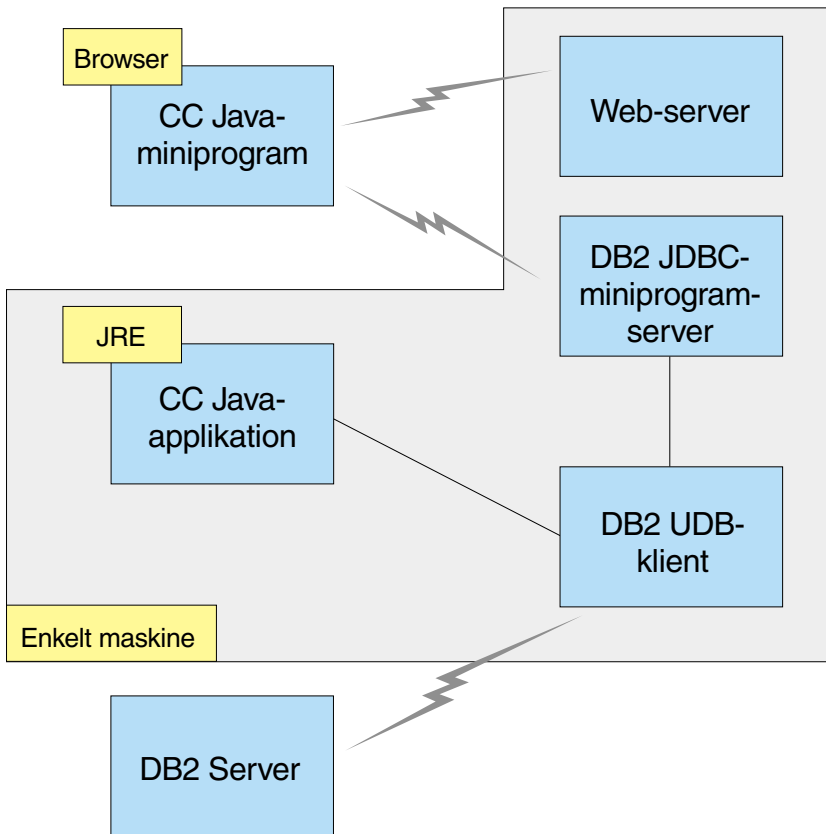 Browser
CC Java-
miniprogram
Web-server
DB2 JDBC-
miniprogram-
server
JRE
CC Java-
applikation
DB2 UDB-
klient
Enkelt maskine
DB2 Server